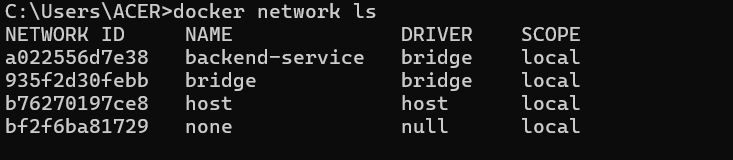 C:\Users\ACER>docker network ls
NETWORK ID     NAME              DRIVER    SCOPE
a022556d7e38   backend-service   bridge    local
935f2d30febb   bridge            bridge    local
b76270197ce8   host              host      local
bf2f6ba81729   none              null      local